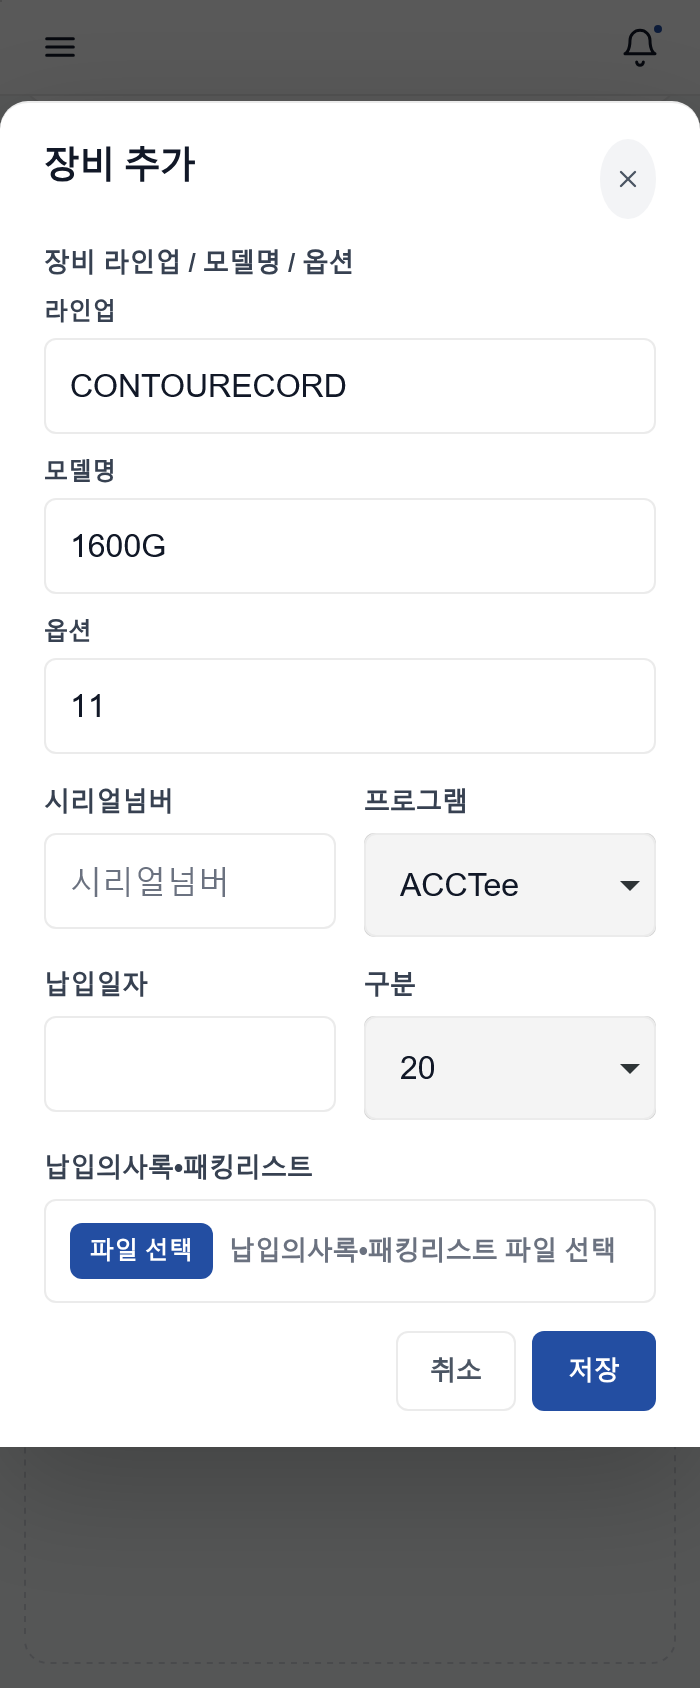 장비 추가
장비 라인업 / 모델명 / 옵션
라인업
CONTOURECORD
모델명
1600G
옵션
11
시리얼넘버
프로그램
시리얼넘버
ACCTee
납입일자
구분
20
납입의사록•패킹리스트
파일 선택 납입의사록•패킹리스트 파일 선택
취소
저장